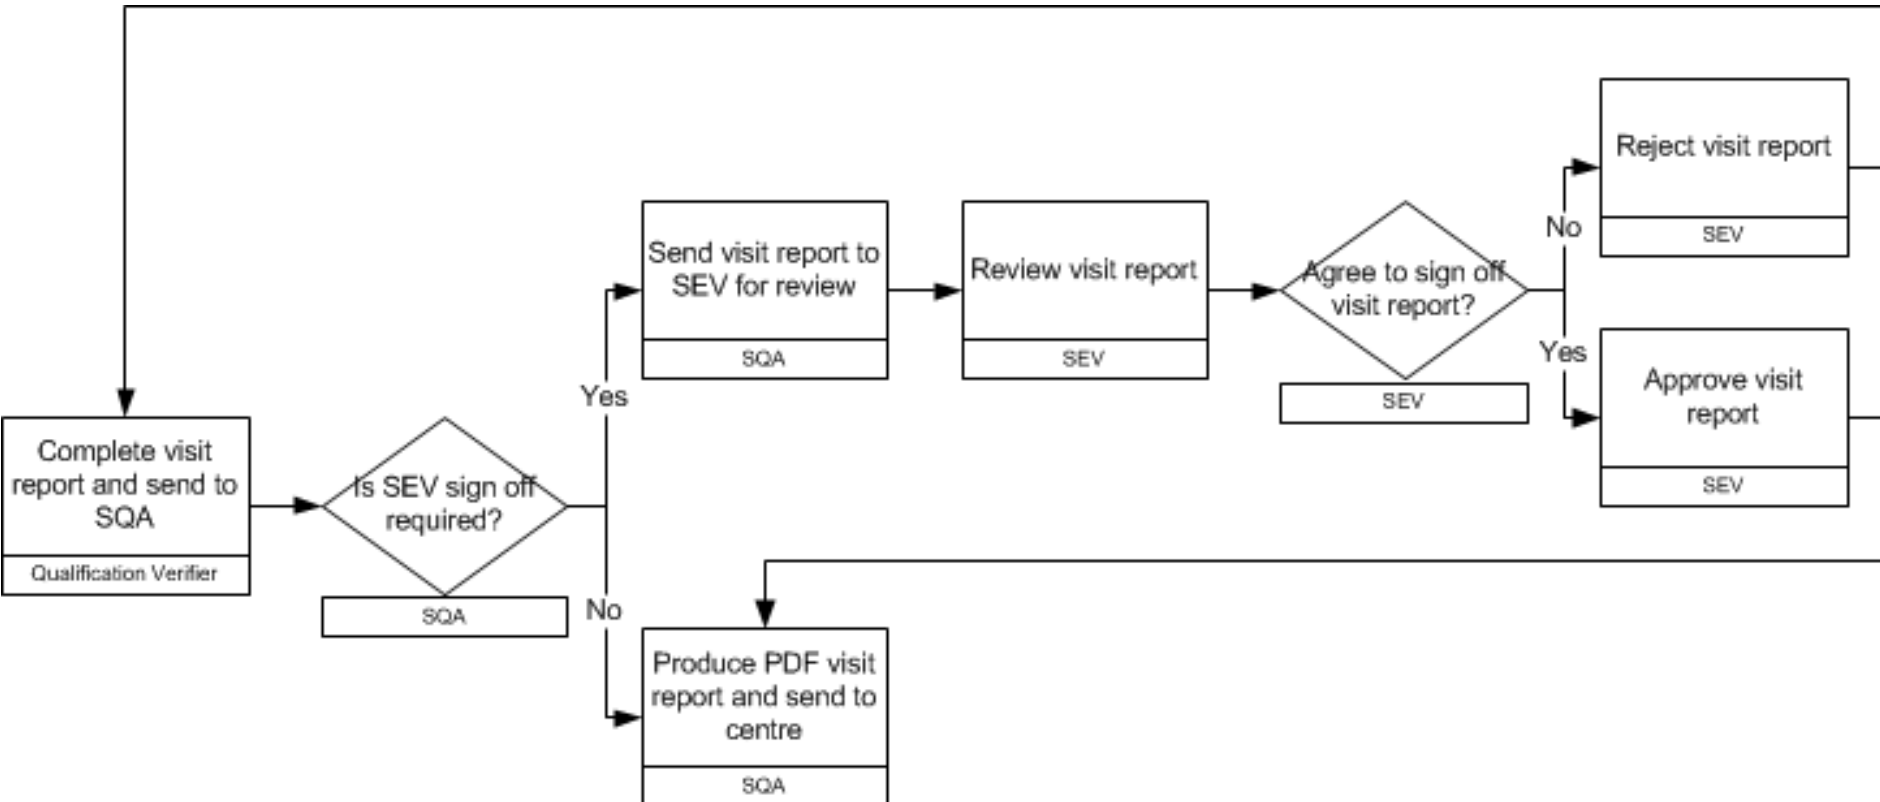 Complete visit
report and send to
SQA
Qualification Verifier
Is SEV sign off
required?
SQA
Yes
No
Send visit report to
SEV for review
SQA
Review visit report
SEV
Agree to sign off
visit report?
SEV
No
Yes
Reject visit report
SEV
Approve visit
report
SEV
Produce PDF visit
report and send to
centre
SQA